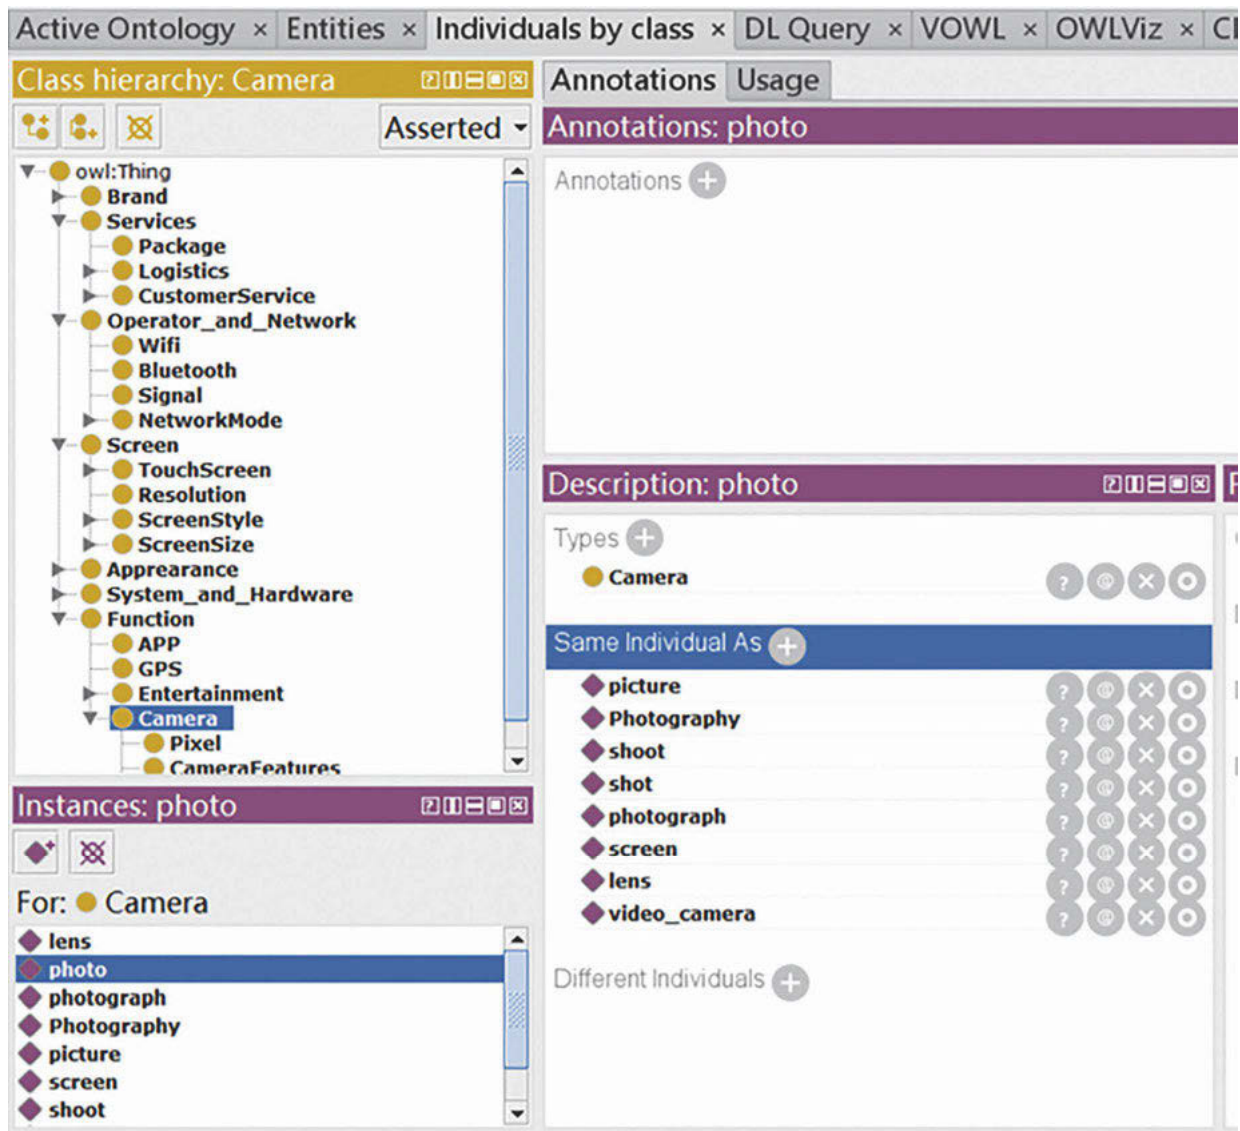 Active Ontology × Entities × Individuals by class × DL Query × VOWL × OWLViz ×
Class hierarchy: Camera
Asserted
owl:Thing
Brand
Services
Package
Logistics
CustomerService
Operator_and_Network
Wifi
Bluetooth
Signal
NetworkMode
Screen
TouchScreen
Resolution
ScreenStyle
ScreenSize
Apprearance
System_and_Hardware
Function
APP
GPS
Entertainment
Camera
Pixel
CameraFeatures
Instances: photo
For: Camera
lens
photo
photograph
Photography
picture
screen
shoot
Annotations Usage
Annotations: photo
Annotations
Description: photo
Types
Camera
Same Individual As
picture
Photography
shoot
shot
photograph
screen
lens
video_camera
Different Individuals